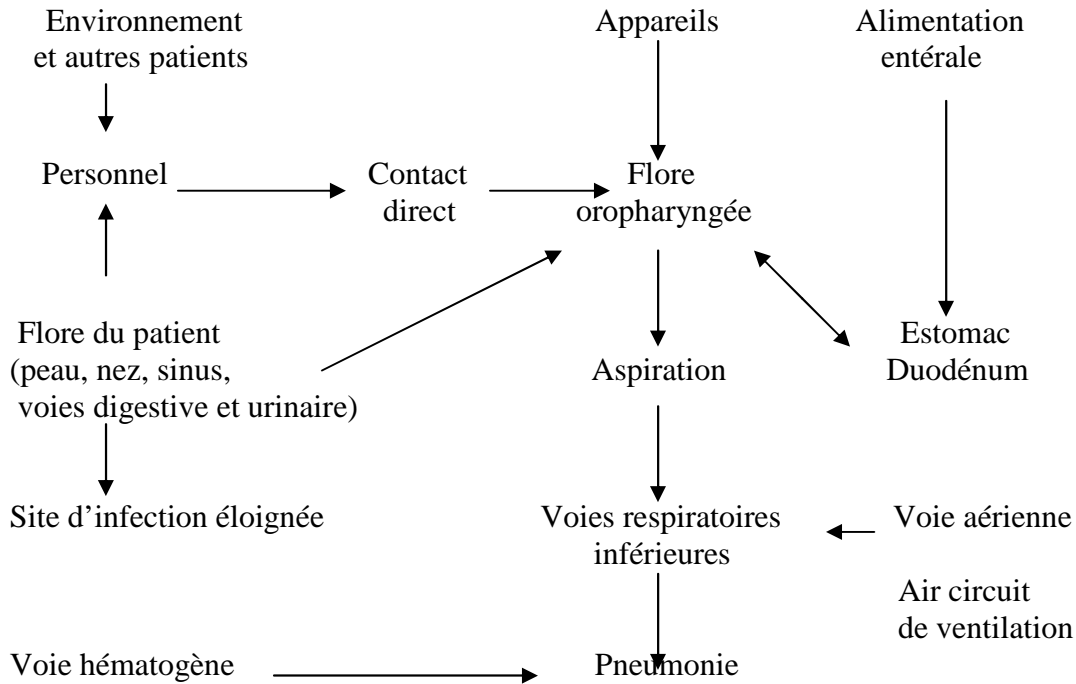 Environnement
et autres patients
Appareils
Alimentation
entérale
Personnel
Contact
direct
Flore
oropharyngée
Flore du patient
(peau, nez, sinus,
voies digestive et urinaire)
Aspiration
Estomac
Duodénum
Site d’infection éloignée
Voies respiratoires
inférieures
Voie aérienne
Air circuit
de ventilation
Voie hématogène
Pneumonie